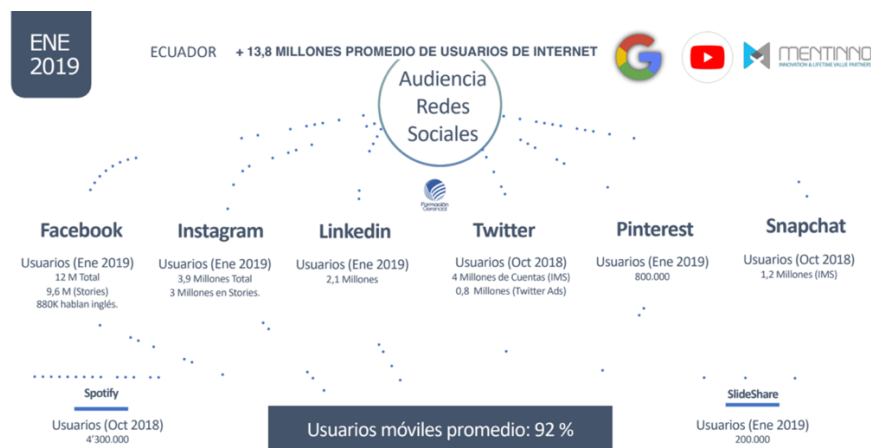 ENE
2019
ECUADOR + 13,8 MILLONES PROMEDIO DE USUARIOS DE INTERNET
MENTINNO
INNOVATION & LIFETIME VALUE PARTNERS
Audiencia
Redes
Sociales
Formación
Gerencial
Facebook
Usuarios (Ene 2019)
12 M Total
9,6 M (Stories)
880K hablan inglés.
Instagram
Usuarios (Ene 2019)
3,9 Millones Total
3 Millones en Stories.
Linkedin
Usuarios (Ene 2019)
2,1 Millones
Twitter
Usuarios (Oct 2018)
4 Millones de Cuentas (IMS)
0,8 Millones (Twitter Ads)
Pinterest
Usuarios (Ene 2019)
800.000
Snapchat
Usuarios (Oct 2018)
1,2 Millones (IMS)
Spotify
Usuarios (Oct 2018)
4'300.000
Usuarios móviles promedio: 92 %
SlideShare
Usuarios (Ene 2019)
200.000